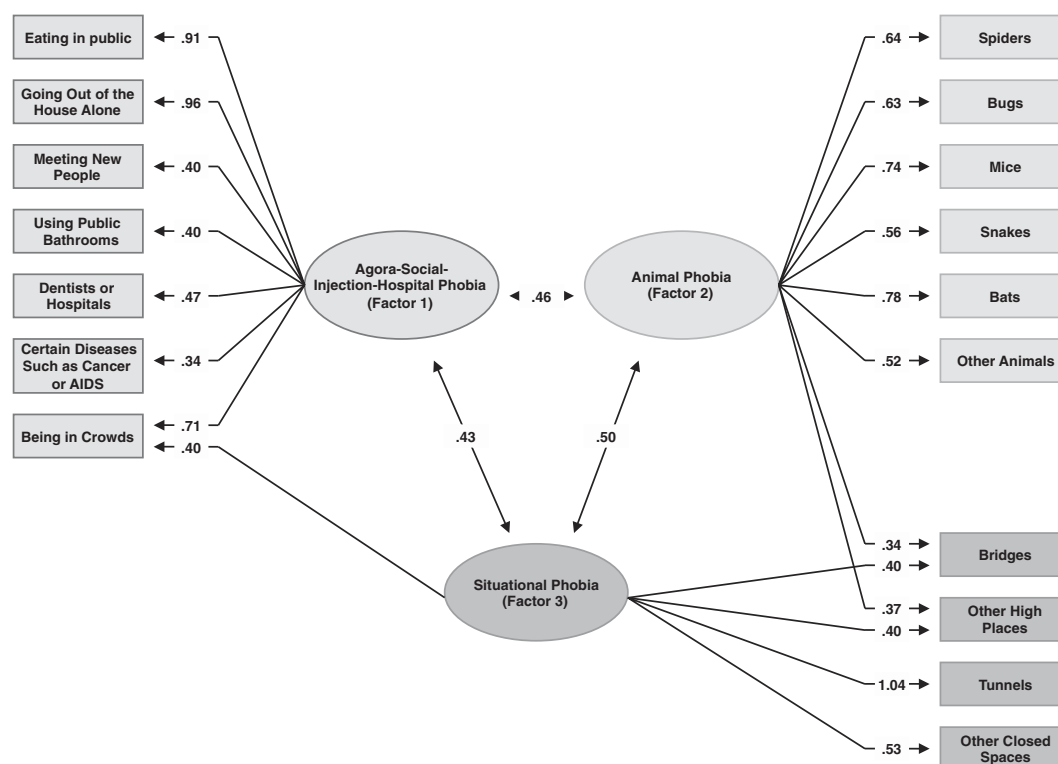 Eating in public
.91
Going Out of the
House Alone
.96
Meeting New
People
.40
Using Public
Bathrooms
.40
Dentists or
Hospitals
.47
Certain Diseases
Such as Cancer
or AIDS
.34
Being in Crowds
.71
.40
Agora-Social-
Injection-Hospital Phobia
(Factor 1)
.46
Animal Phobia
(Factor 2)
.43
.50
Situational Phobia
(Factor 3)
.64
Spiders
.63
Bugs
.74
Mice
.56
Snakes
.78
Bats
.52
Other Animals
.34
.40
Bridges
.37
.40
Other High
Places
1.04
Tunnels
.53
Other Closed
Spaces